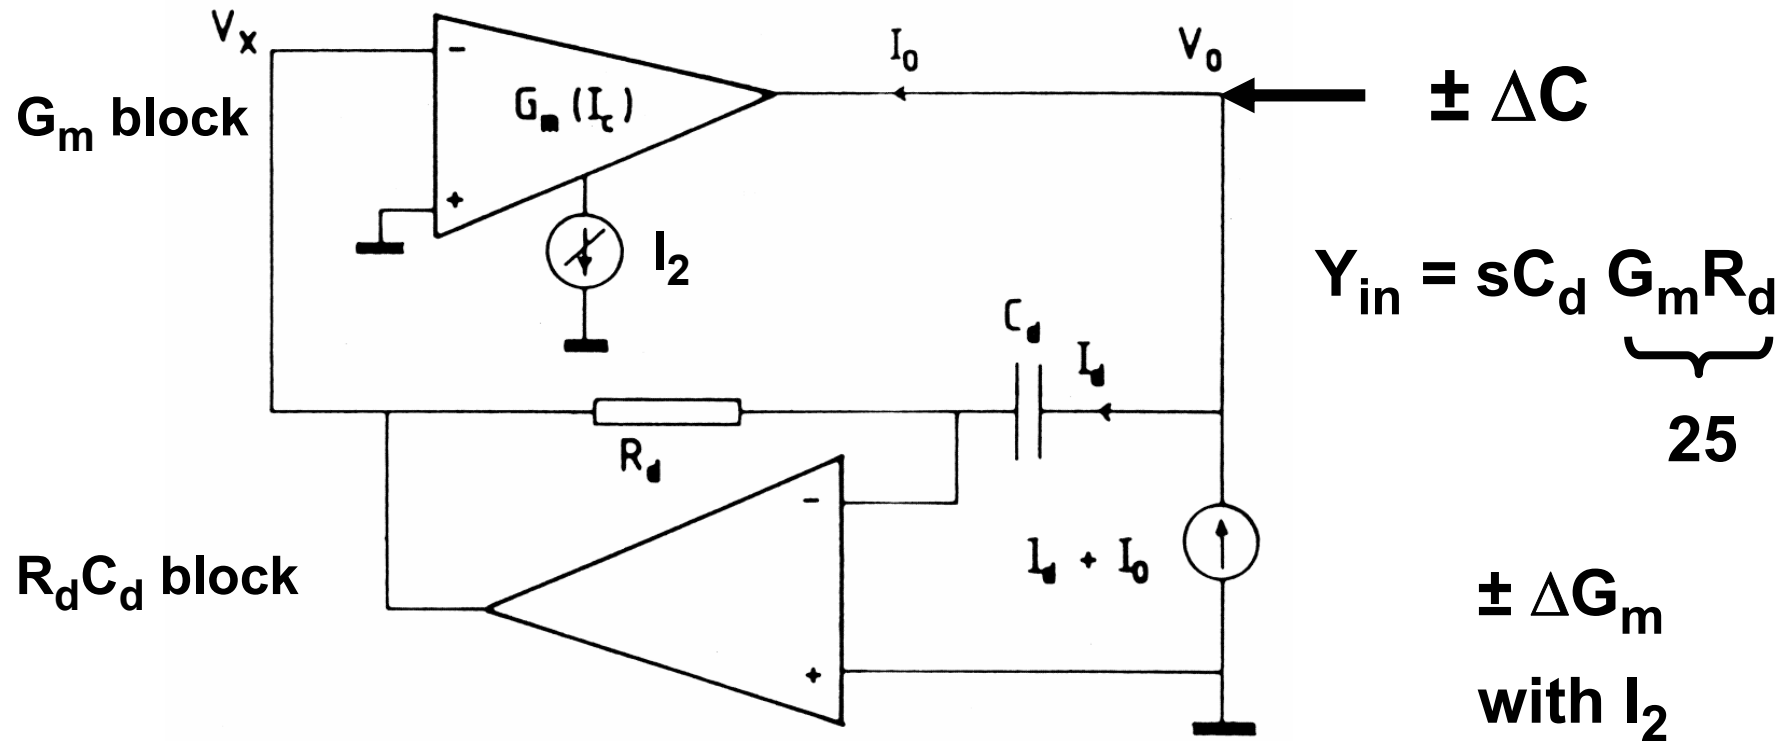 Vx
I0
V0
± ΔC
Gm block
−
Gm (Ic)
+
I2
Yin = sCd GmRd
25
Cd
Id
Rd
−
RdCd block
Id + I0
+
± ΔGm
with I2